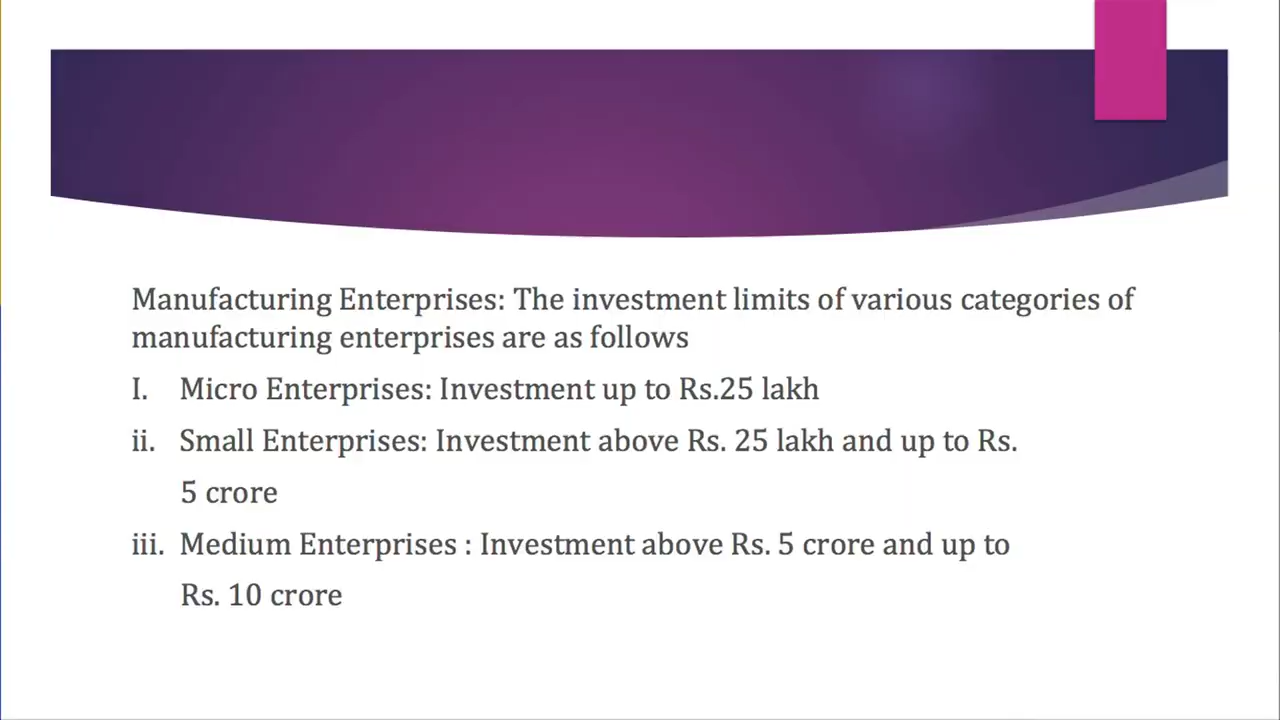 Manufacturing Enterprises: The investment limits of various categories of
manufacturing enterprises are as follows
I. Micro Enterprises: Investment up to Rs.25 lakh
ii. Small Enterprises: Investment above Rs. 25 lakh and up to Rs.
5 crore
iii. Medium Enterprises : Investment above Rs. 5 crore and up to
Rs. 10 crore